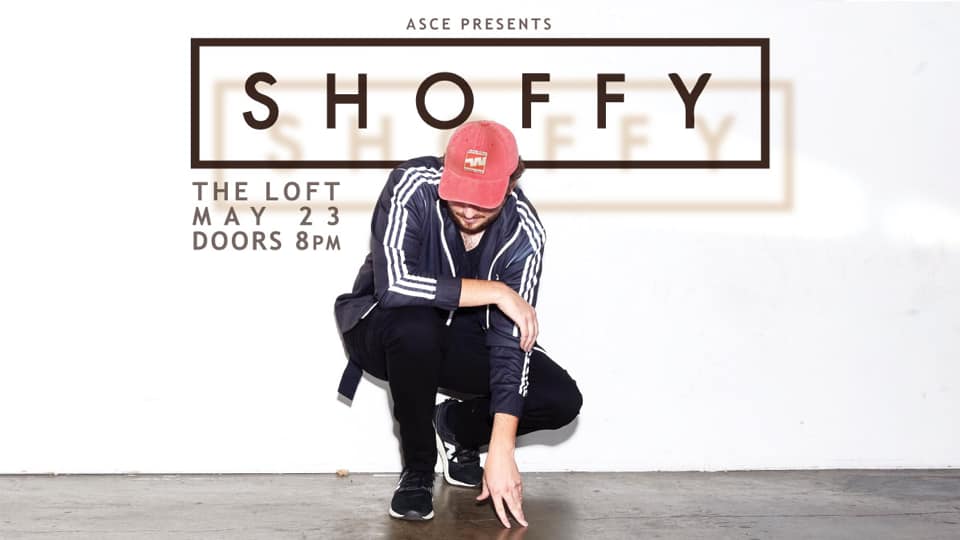 ASCE PRESENTS
SHOFFY
THE LOFT
MAY 23
DOORS 8PM